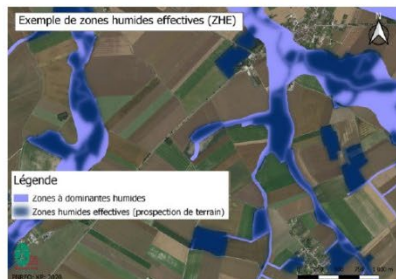 Exemple de zones humides effectives (ZHE)
Légende
Zones à dominantes humides
Zones humides effectives (prospection de terrain)